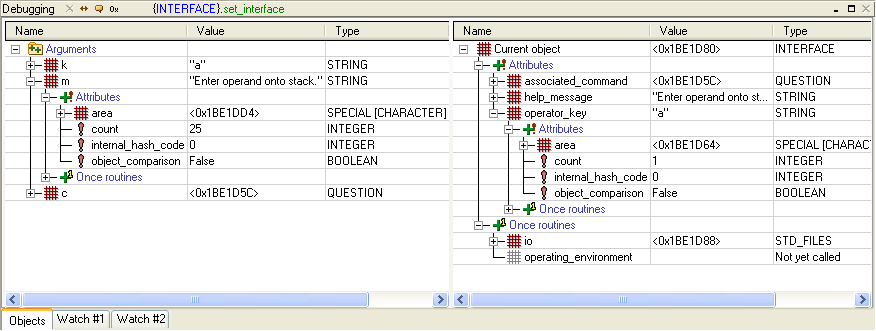 Debugging 0x {INTERFACE}.set_interface
Name Value Type
Arguments
k "a" STRING
m "Enter operand onto stack." STRING
Attributes
area <0x1BE1DD4> SPECIAL [CHARACTER]
count 25 INTEGER
internal_hash_code 0 INTEGER
object_comparison False BOOLEAN
Once routines
c <0x1BE1D5C> QUESTION
Name Value Type
Current object <0x1BE1D80> INTERFACE
Attributes
associated_command <0x1BE1D5C> QUESTION
help_message "Enter operand onto st... STRING
operator_key "a" STRING
Attributes
area <0x1BE1D64> SPECIAL [CHARACT
count 1 INTEGER
internal_hash_code 0 INTEGER
object_comparison False BOOLEAN
Once routines
Once routines
io <0x1BE1D88> STD_FILES
operating_environment Not yet called
Objects Watch #1 Watch #2